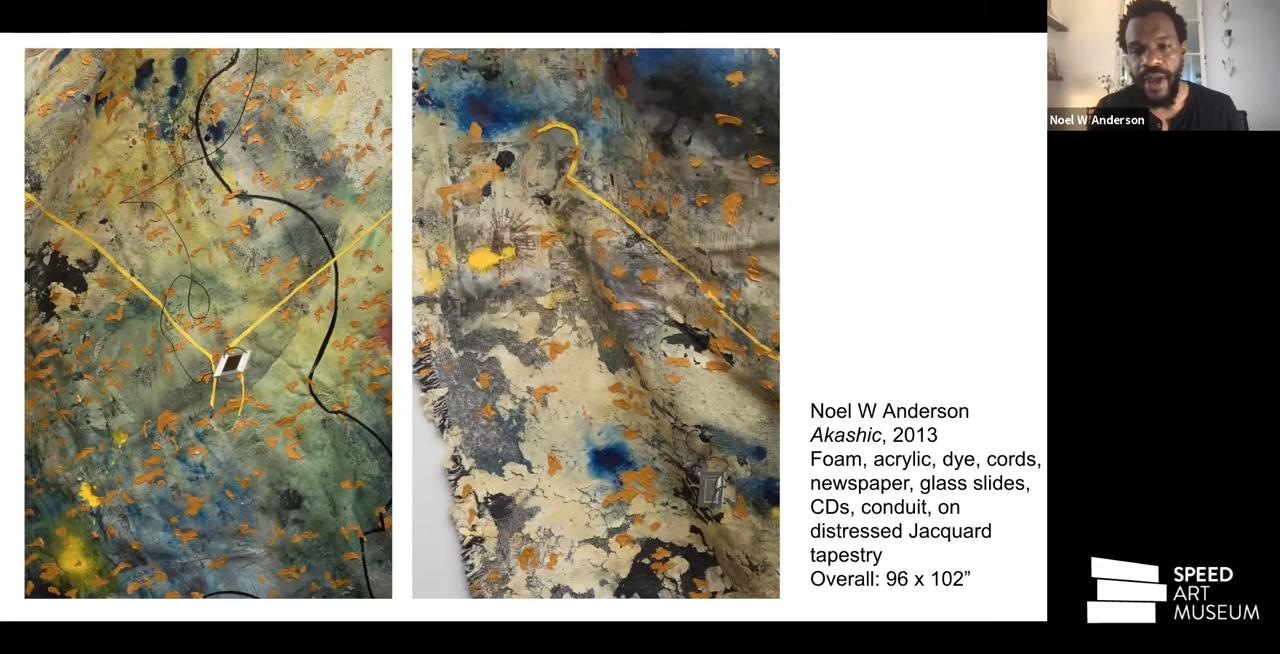 Noel W Anderson
Noel W Anderson
Akashic, 2013
Foam, acrylic, dye, cords,
newspaper, glass slides,
CDs, conduit, on
distressed Jacquard
tapestry
Overall: 96 x 102”
SPEED
ART
MUSEUM